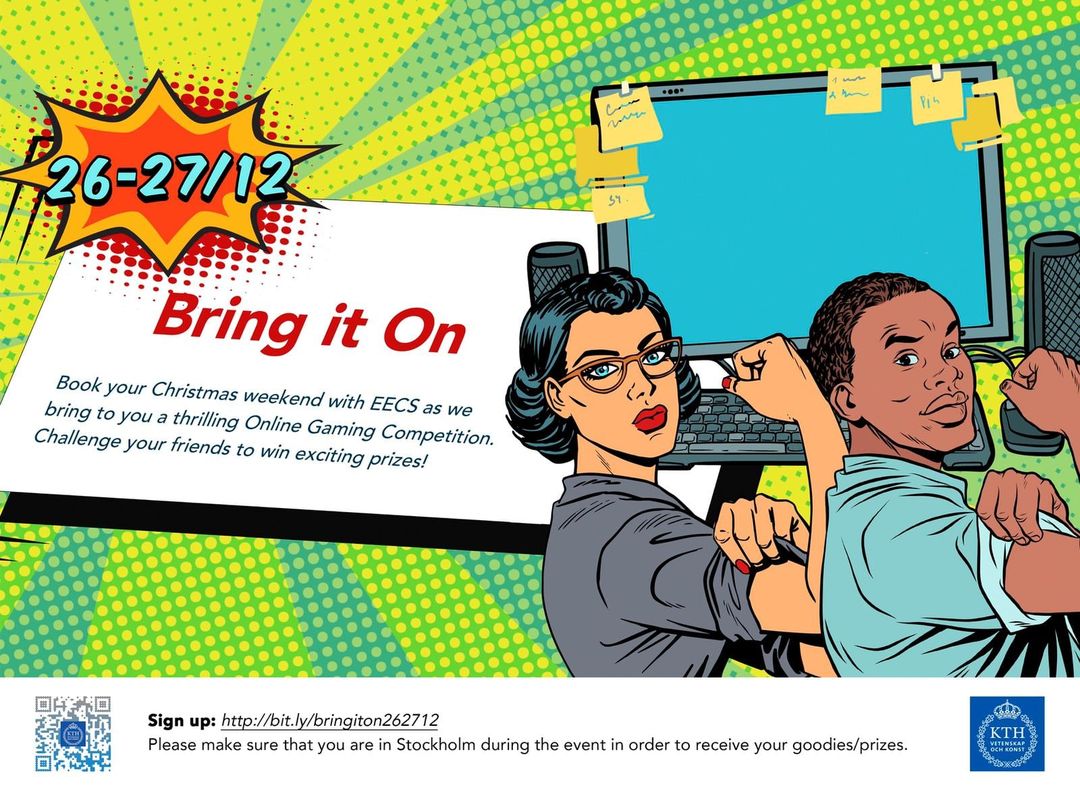 26-27/12
Bring it On
Book your Christmas weekend with EECS as we
bring to you a thrilling Online Gaming Competition.
Challenge your friends to win exciting prizes!
Sign up: http://bit.ly/bringiton262712
Please make sure that you are in Stockholm during the event in order to receive your goodies/prizes.
KTH
VETENSKAP
OCH KONST